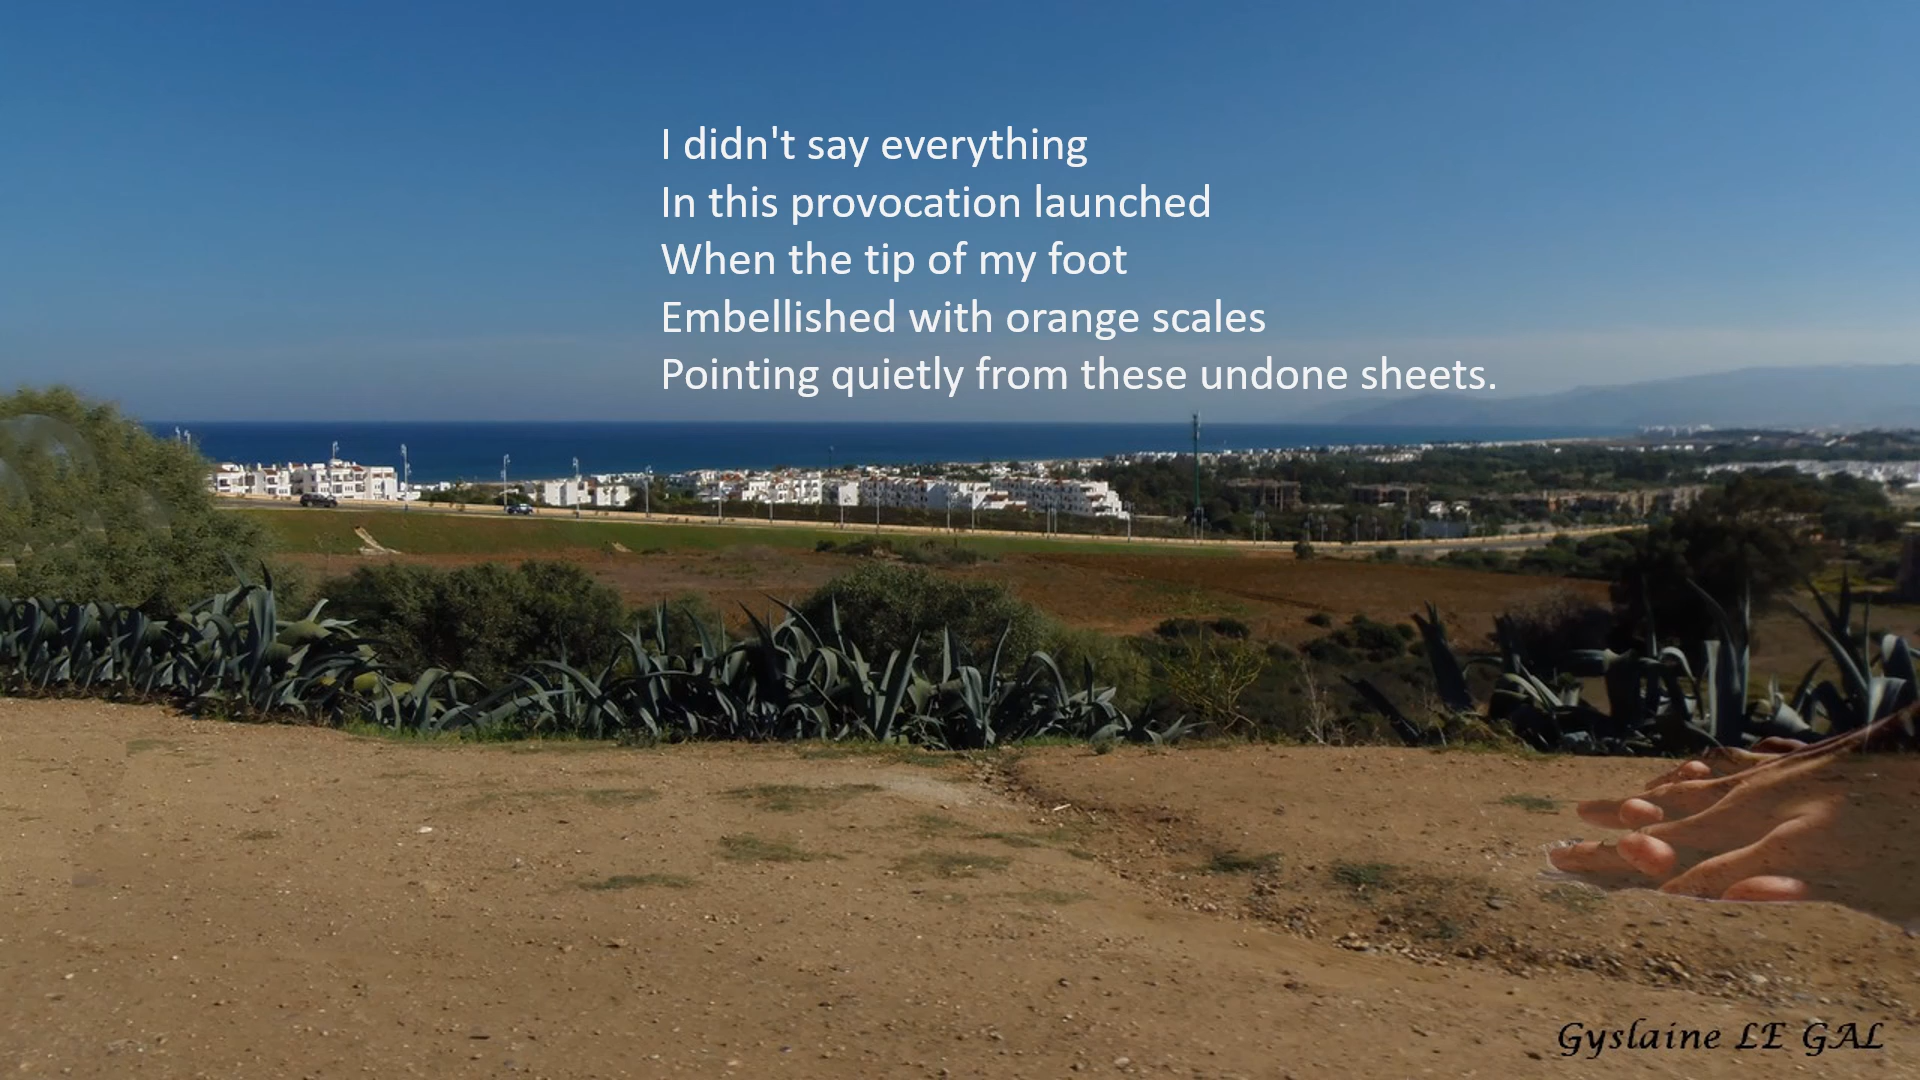 I didn't say everything
In this provocation launched
When the tip of my foot
Embellished with orange scales
Pointing quietly from these undone sheets.
Gyslaine LE GAL